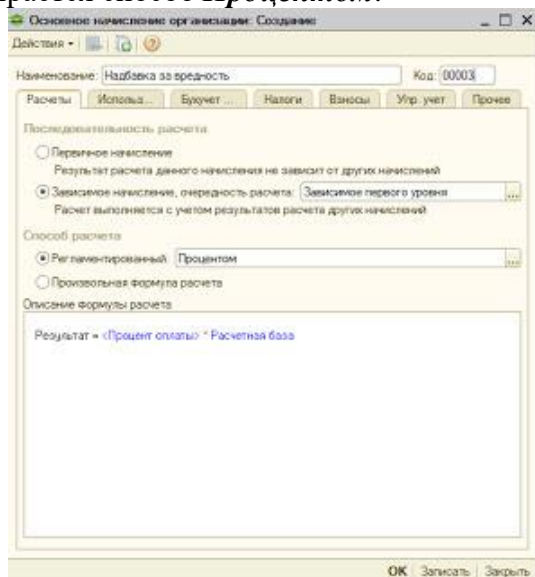 Процентом.
Основное начисление организации: Создание
Действия
Наименование: Надбавка за вредность Код: 00003
Расчеты Использ... Бухучет ... Налоги Взносы Упр. учет Прочее
Последовательность расчета
Первичное начисление
Результат расчета данного начисления не зависит от других начислений
Зависимое начисление, очередность расчета: Зависимое первого уровня ...
Расчет выполняется с учетом результатов расчета других начислений
Способ расчета
Регламентированный Процентом ...
Произвольная формула расчета
Описание формулы расчета
Результат = <Процент оплаты> * Расчетная база
OK Записать Закрыть